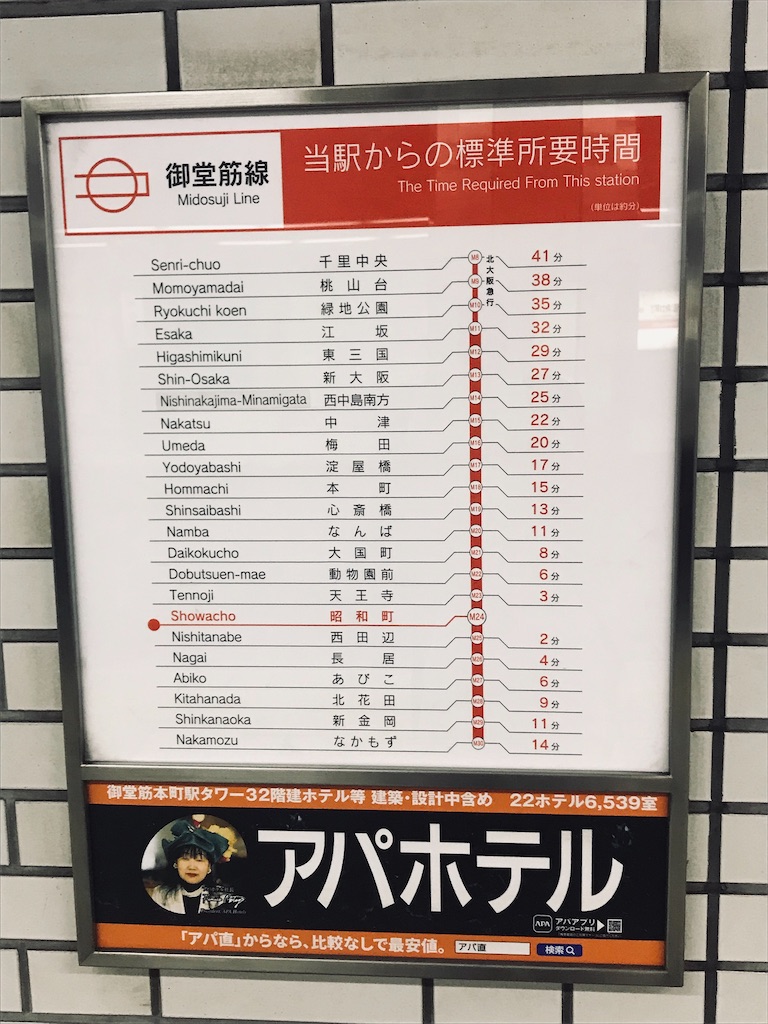 御堂筋線
Midosuji Line
当駅からの標準所要時間
The Time Required From This station
(単位は約分)
Senri-chuo 千里中央 M8 41分
Momoyamadai 桃山台 M9 38分
Ryokuchi koen 緑地公園 M10 35分
北大阪急行
Esaka 江坂 M11 32分
Higashimikuni 東三国 M12 29分
Shin-Osaka 新大阪 M13 27分
Nishinakajima-Minamigata 西中島南方 M14 25分
Nakatsu 中津 M15 22分
Umeda 梅田 M16 20分
Yodoyabashi 淀屋橋 M17 17分
Hommachi 本町 M18 15分
Shinsaibashi 心斎橋 M19 13分
Namba なんば M20 11分
Daikokucho 大国町 M21 8分
Dobutsuen-mae 動物園前 M22 6分
Tennoji 天王寺 M23 3分
Showacho 昭和町 M24
Nishitanabe 西田辺 M25 2分
Nagai 長居 M26 4分
Abiko あびこ M27 6分
Kitahanada 北花田 M28 9分
Shinkanaoka 新金岡 M29 11分
Nakamozu なかもず M30 14分
御堂筋本町駅タワー32階建ホテル等 建築・設計中含め 22ホテル6,539室
アパホテル
APA アパアプリ
ダウンロード無料
「アパ直」からなら、比較なしで最安値。 アパ直 検索